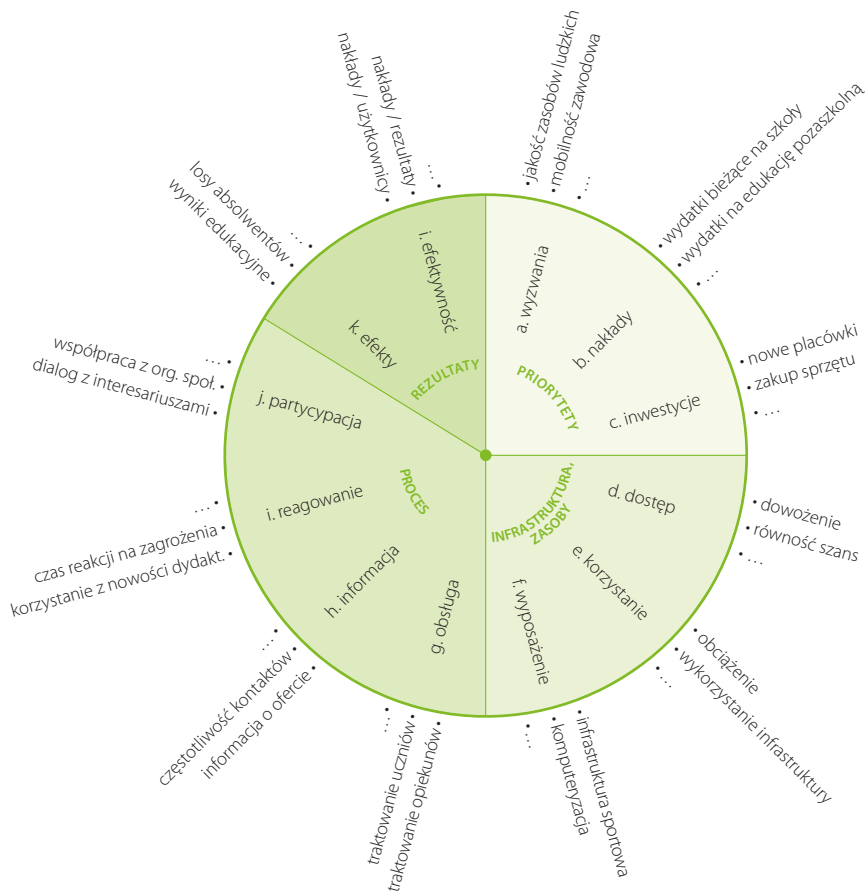 • jakość zasobów ludzkich
• mobilność zawodowa
• ...
• wydatki bieżące na szkoły
• wydatki na edukację pozaszkolną
• ...
• nowe placówki
• zakup sprzętu
• ...
• dowożenie
• równość szans
• ...
• obciążenie
• wykorzystanie infrastruktury
• ...
• infrastruktura sportowa
• komputeryzacja
• ...
traktowanie opiekunów •
traktowanie uczniów •
... •
informacja o ofercie •
częstotliwość kontaktów •
... •
korzystanie z nowości dydakt. •
czas reakcji na zagrożenia •
... •
dialog z interesariuszami •
współpraca z org. społ. •
... •
wyniki edukacyjne •
losy absolwentów •
... •
nakłady / użytkownicy •
nakłady / rezultaty •
... •
PRIORYTETY
a. wyzwania
b. nakłady
c. inwestycje
INFRASTRUKTURA,
ZASOBY
d. dostęp
e. korzystanie
f. wyposażenie
PROCES
g. obsługa
h. informacja
i. reagowanie
j. partycypacja
REZULTATY
k. efekty
i. efektywność